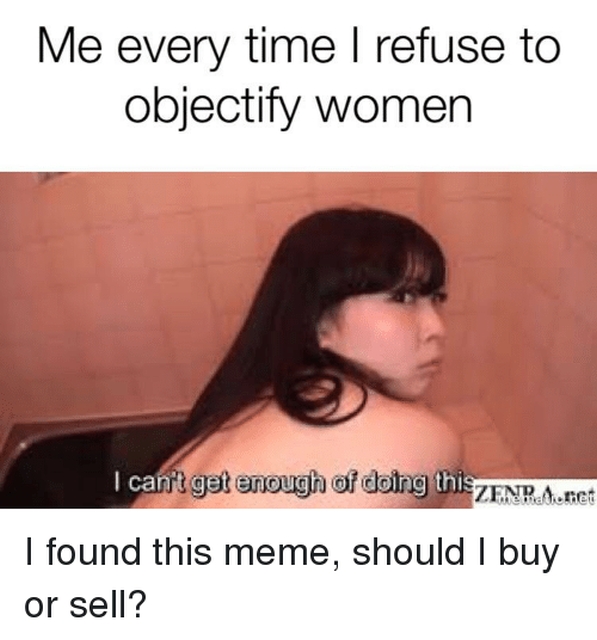 Me every time I refuse to
objectify women
I can't get enough of doing this
ZENRA.net
I found this meme, should I buy
or sell?